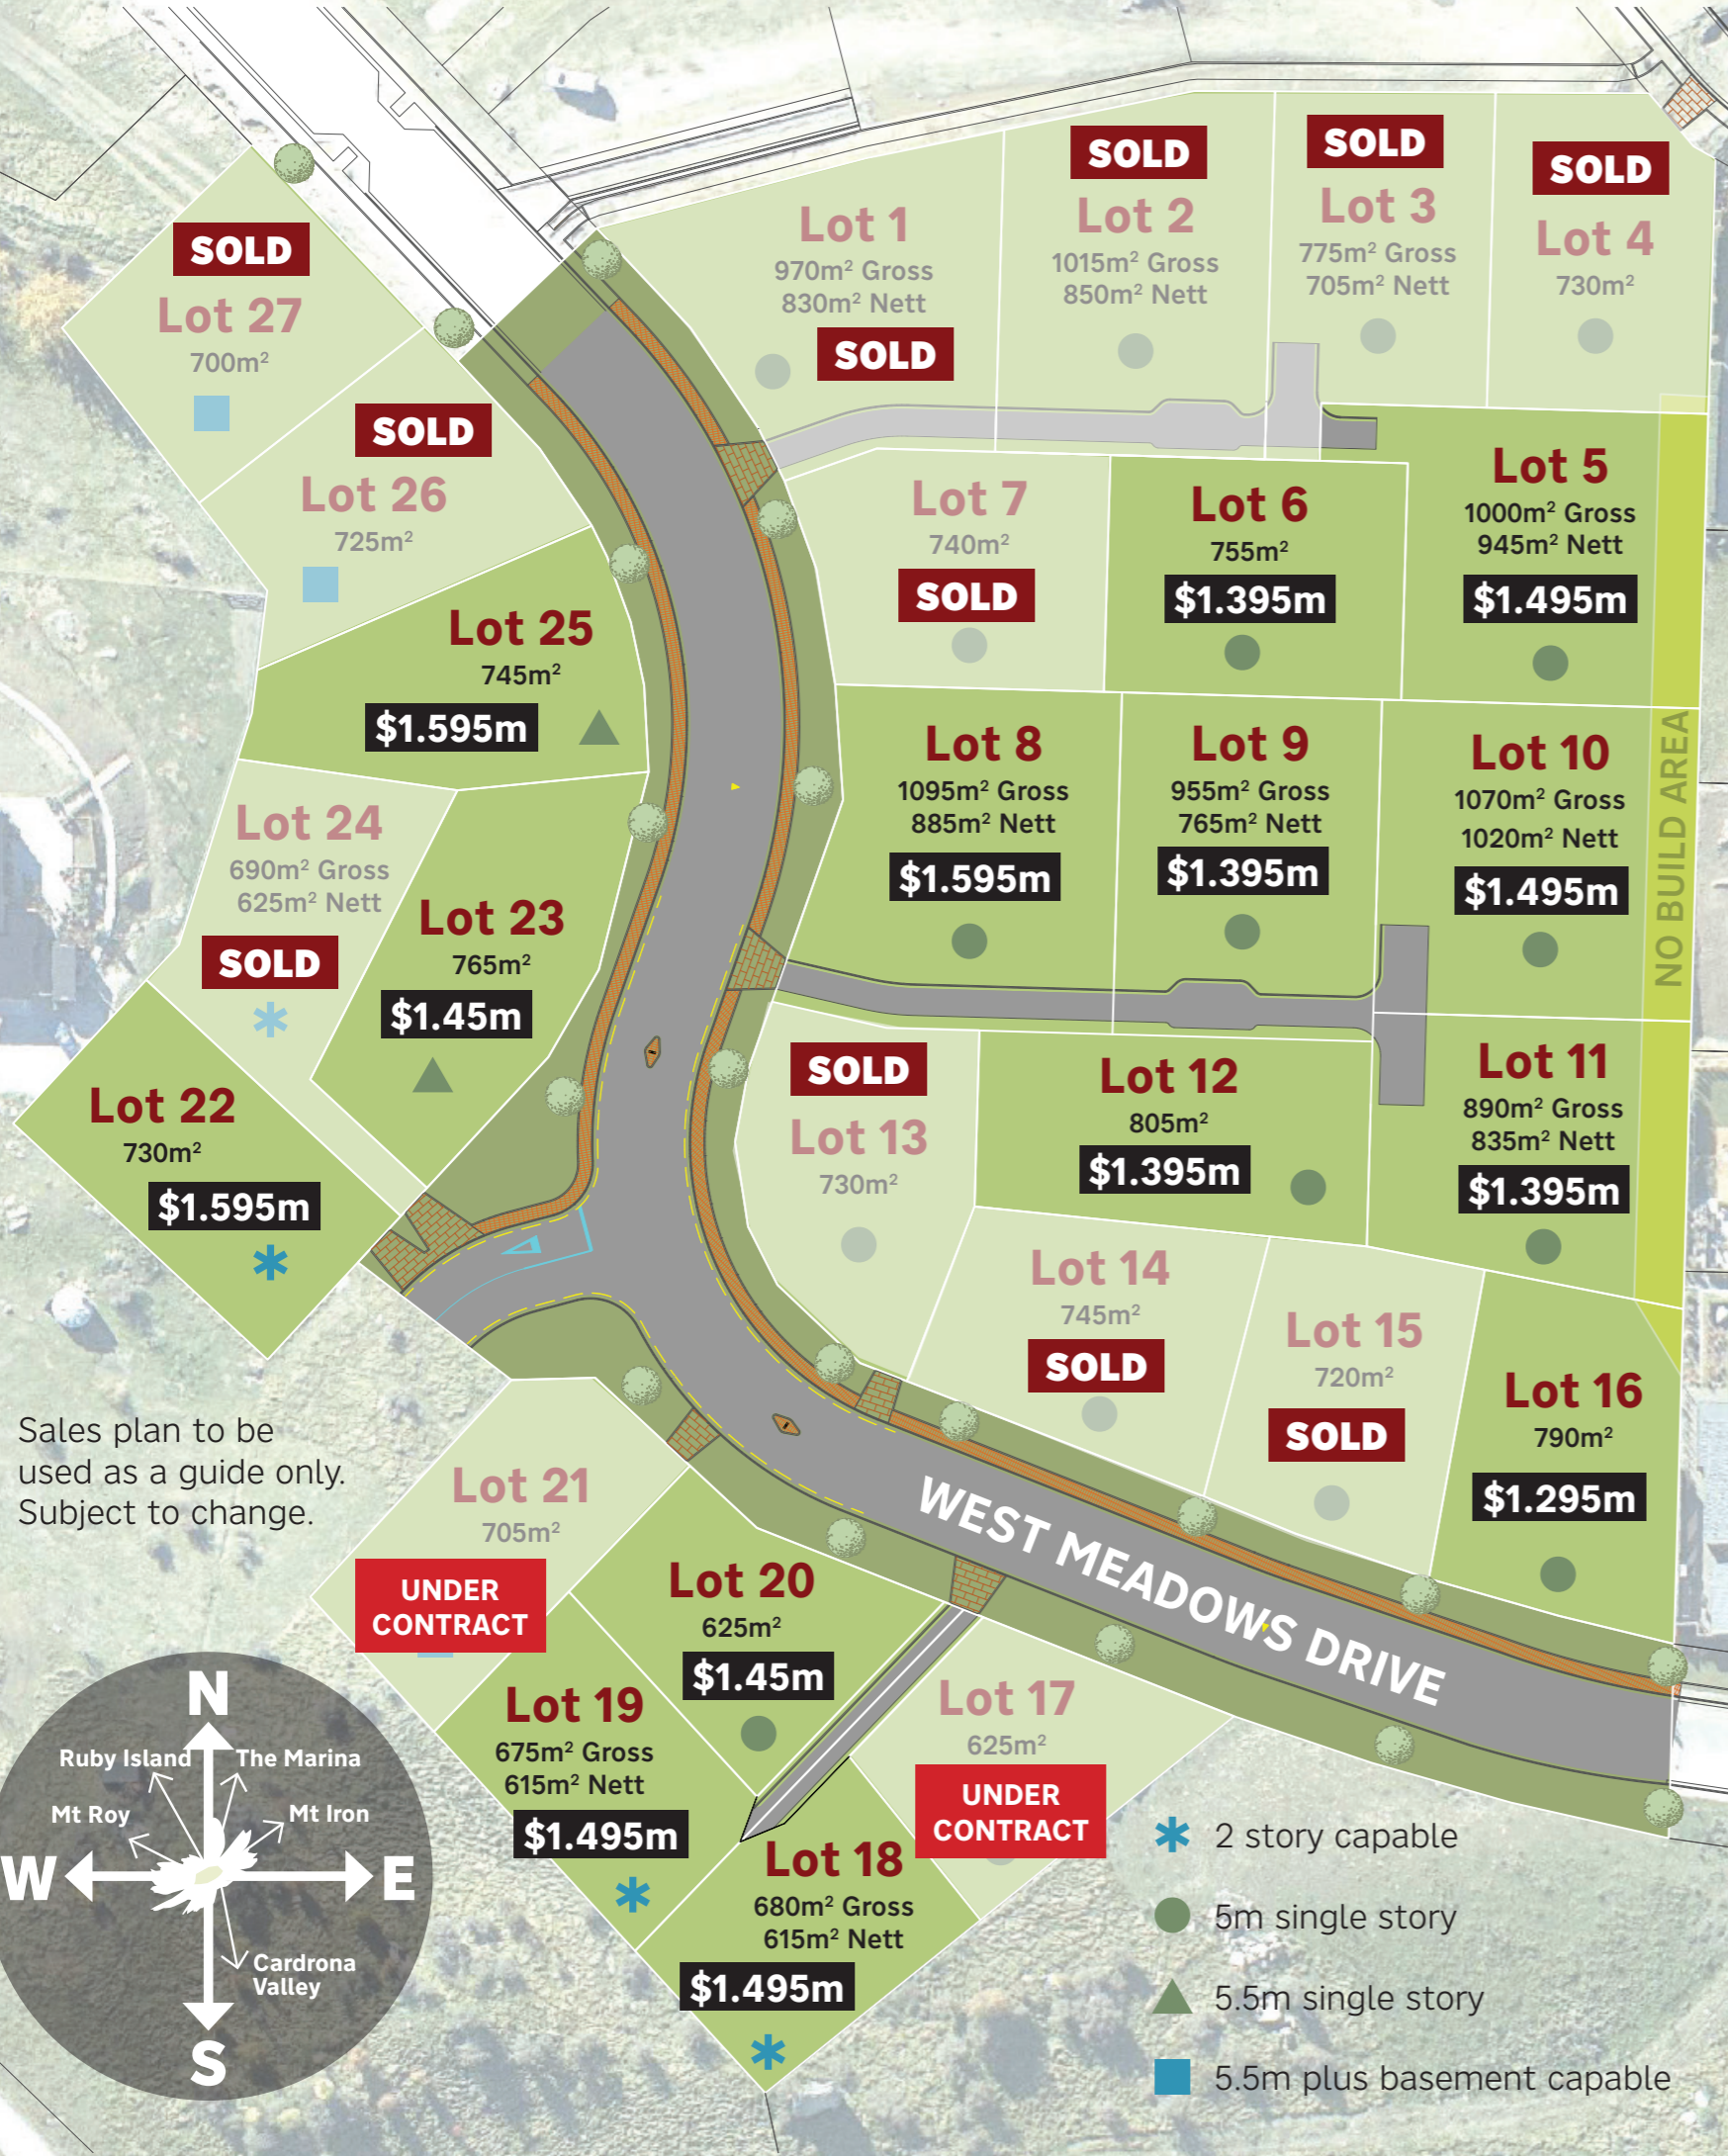 SOLD
Lot 27
700m²
SOLD
Lot 26
725m²
Lot 25
745m²
$1.595m
Lot 24
690m² Gross
625m² Nett
SOLD
Lot 23
765m²
$1.45m
Lot 22
730m²
$1.595m
Lot 1
970m² Gross
830m² Nett
SOLD
SOLD
Lot 2
1015m² Gross
850m² Nett
SOLD
Lot 3
775m² Gross
705m² Nett
SOLD
Lot 4
730m²
Lot 7
740m²
SOLD
Lot 6
755m²
$1.395m
Lot 5
1000m² Gross
945m² Nett
$1.495m
Lot 8
1095m² Gross
885m² Nett
$1.595m
Lot 9
955m² Gross
765m² Nett
$1.395m
Lot 10
1070m² Gross
1020m² Nett
$1.495m
NO BUILD AREA
SOLD
Lot 13
730m²
Lot 12
805m²
$1.395m
Lot 11
890m² Gross
835m² Nett
$1.395m
Lot 14
745m²
SOLD
Lot 15
720m²
SOLD
Lot 16
790m²
$1.295m
Sales plan to be
used as a guide only.
Subject to change.
Lot 21
705m²
UNDER
CONTRACT
Lot 20
625m²
$1.45m
WEST MEADOWS DRIVE
Lot 19
675m² Gross
615m² Nett
$1.495m
Lot 17
625m²
UNDER
CONTRACT
Lot 18
680m² Gross
615m² Nett
$1.495m
N
Ruby Island
The Marina
Mt Roy
Mt Iron
W
E
Cardrona
Valley
S
2 story capable
5m single story
5.5m single story
5.5m plus basement capable